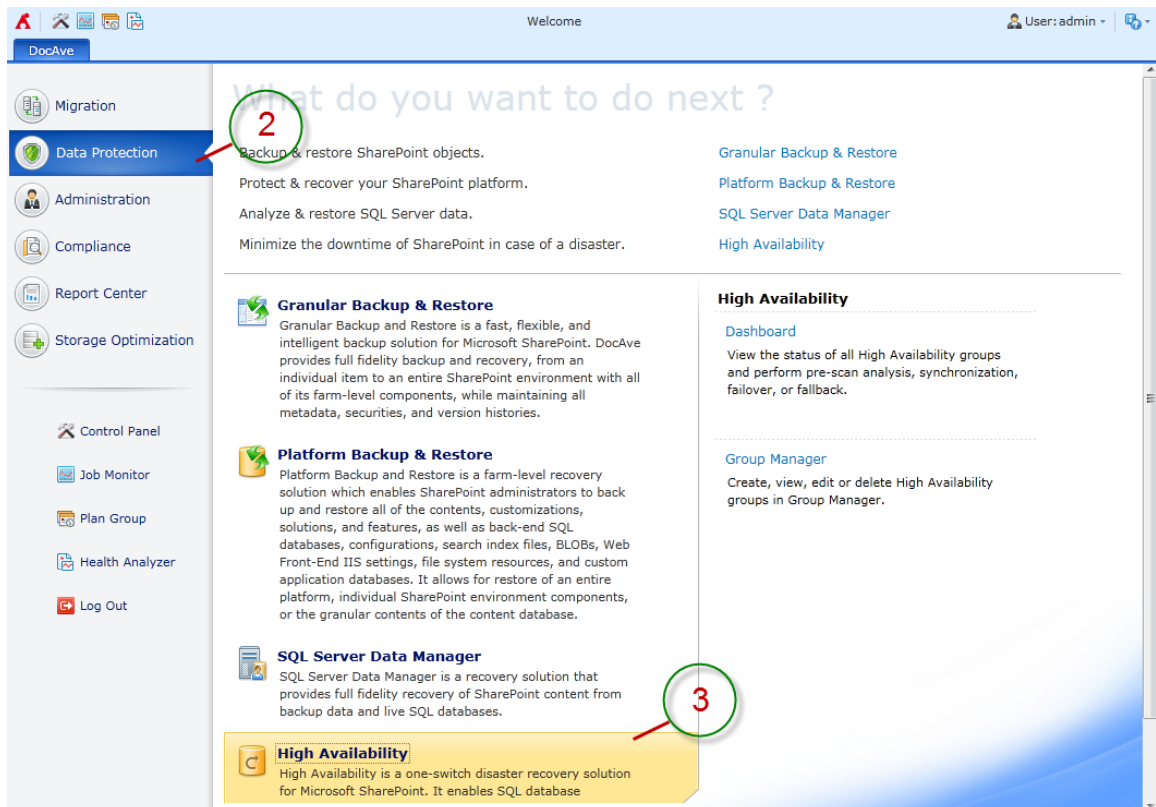 Welcome
User: admin
DocAve
What do you want to do next ?
Migration
2
Data Protection
Backup & restore SharePoint objects.
Granular Backup & Restore
Protect & recover your SharePoint platform.
Platform Backup & Restore
Administration
Analyze & restore SQL Server data.
SQL Server Data Manager
Compliance
Minimize the downtime of SharePoint in case of a disaster.
High Availability
Report Center
Storage Optimization
Control Panel
Job Monitor
Plan Group
Health Analyzer
Log Out
Granular Backup & Restore
Granular Backup and Restore is a fast, flexible, and
intelligent backup solution for Microsoft SharePoint. DocAve
provides full fidelity backup and recovery, from an
individual item to an entire SharePoint environment with all
of its farm-level components, while maintaining all
metadata, securities, and version histories.
Platform Backup & Restore
Platform Backup and Restore is a farm-level recovery
solution which enables SharePoint administrators to back
up and restore all of the contents, customizations,
solutions, and features, as well as back-end SQL
databases, configurations, search index files, BLOBs, Web
Front-End IIS settings, file system resources, and custom
application databases. It allows for restore of an entire
platform, individual SharePoint environment components,
or the granular contents of the content database.
SQL Server Data Manager
SQL Server Data Manager is a recovery solution that
provides full fidelity recovery of SharePoint content from
backup data and live SQL databases.
3
High Availability
High Availability is a one-switch disaster recovery solution
for Microsoft SharePoint. It enables SQL database
High Availability
Dashboard
View the status of all High Availability groups
and perform pre-scan analysis, synchronization,
failover, or fallback.
Group Manager
Create, view, edit or delete High Availability
groups in Group Manager.